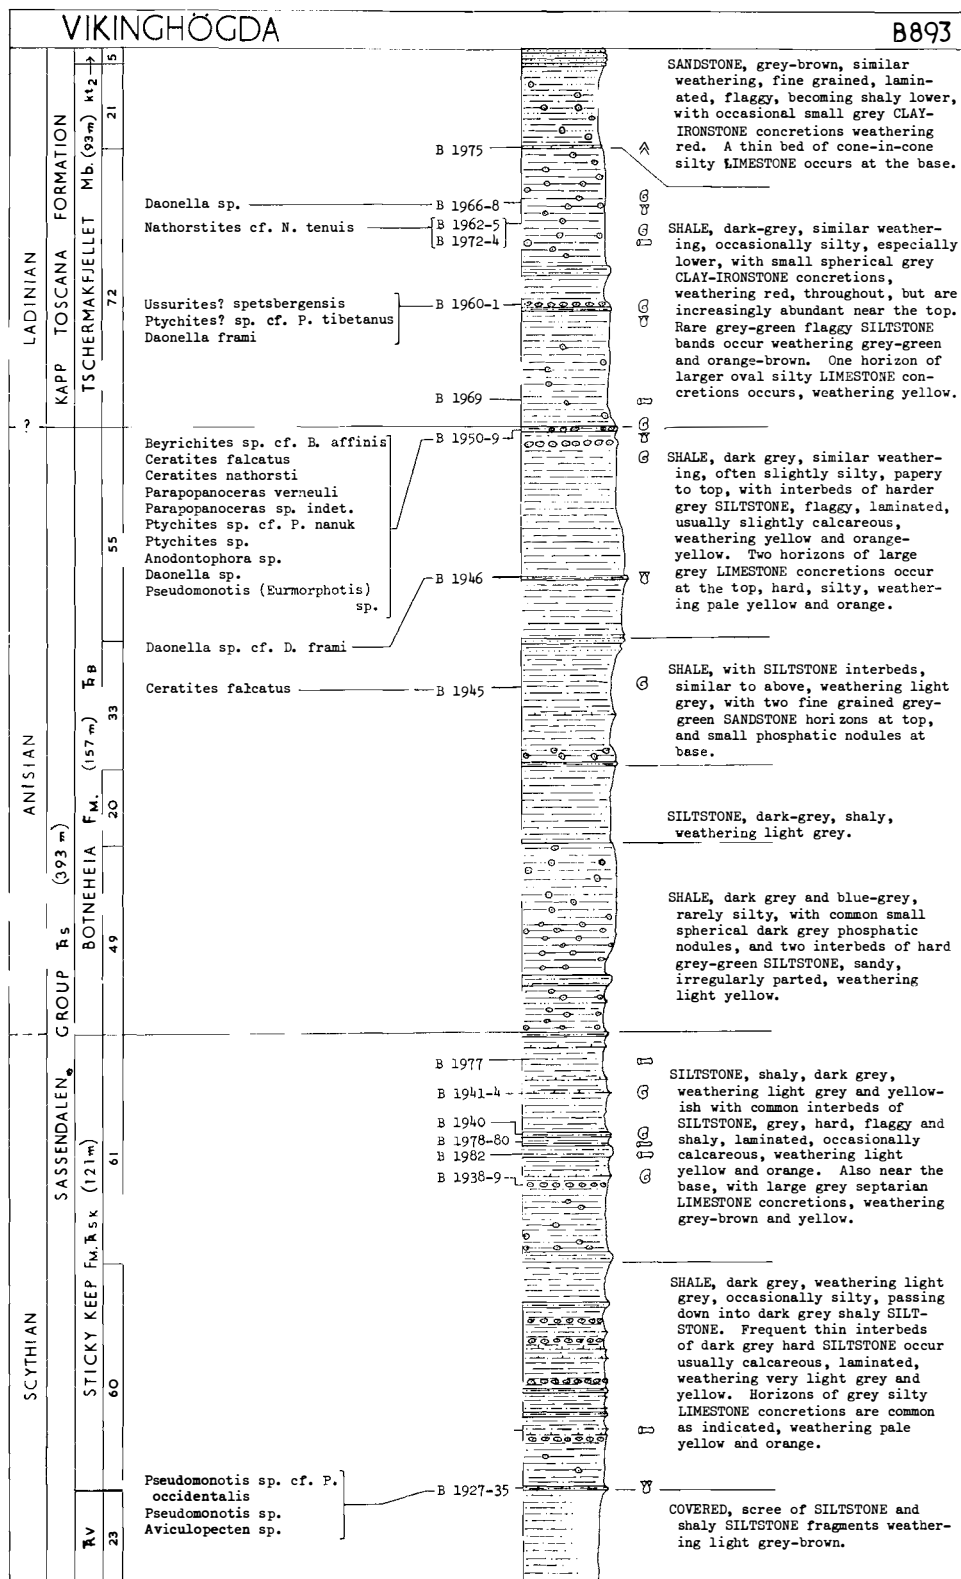 VIKINGHÖGDA
B893
LADINIAN
?
ANISIAN
SCYTHIAN
KAPP TOSCANA FORMATION
TSCHERMAKFJELLET Mb. (93m) kt₂ →
SASSENDALEN GROUP Ꞧs (393 m)
BOTNEHEIA FM. (157 m) ꞦB
STICKY KEEP FM. Ꞧsk (121m)
Ꞧv
5
21
72
55
33
20
49
61
60
23
B 1975
Daonella sp.
B 1966-8
Nathorstites cf. N. tenuis
B 1962-5
B 1972-4
Ussurites? spetsbergensis
B 1960-1
Ptychites? sp. cf. P. tibetanus
Daonella frami
B 1969
Beyrichites sp. cf. B. affinis
B 1950-9
Ceratites falcatus
Ceratites nathorsti
Parapopanoceras verneuli
Parapopanoceras sp. indet.
Ptychites sp. cf. P. nanuk
Ptychites sp.
Anodontophora sp.
Daonella sp.
Pseudomonotis (Eurmorphotis)
sp.
B 1946
Daonella sp. cf. D. frami
Ceratites falcatus
B 1945
B 1977
B 1941-4
B 1940
B 1978-80
B 1982
B 1938-9
Pseudomonotis sp. cf. P.
occidentalis
Pseudomonotis sp.
Aviculopecten sp.
B 1927-35
SANDSTONE, grey-brown, similar
weathering, fine grained, lamin-
ated, flaggy, becoming shaly lower,
with occasional small grey CLAY-
IRONSTONE concretions weathering
red. A thin bed of cone-in-cone
silty LIMESTONE occurs at the base.
SHALE, dark-grey, similar weather-
ing, occasionally silty, especially
lower, with small spherical grey
CLAY-IRONSTONE concretions,
weathering red, throughout, but are
increasingly abundant near the top.
Rare grey-green flaggy SILTSTONE
bands occur weathering grey-green
and orange-brown. One horizon of
larger oval silty LIMESTONE con-
cretions occurs, weathering yellow.
SHALE, dark grey, similar weather-
ing, often slightly silty, papery
to top, with interbeds of harder
grey SILTSTONE, flaggy, laminated,
usually slightly calcareous,
weathering yellow and orange-
yellow. Two horizons of large
grey LIMESTONE concretions occur
at the top, hard, silty, weather-
ing pale yellow and orange.
SHALE, with SILTSTONE interbeds,
similar to above, weathering light
grey, with two fine grained grey-
green SANDSTONE horizons at top,
and small phosphatic nodules at
base.
SILTSTONE, dark-grey, shaly,
weathering light grey.
SHALE, dark grey and blue-grey,
rarely silty, with common small
spherical dark grey phosphatic
nodules, and two interbeds of hard
grey-green SILTSTONE, sandy,
irregularly parted, weathering
light yellow.
SILTSTONE, shaly, dark grey,
weathering light grey and yellow-
ish with common interbeds of
SILTSTONE, grey, hard, flaggy and
shaly, laminated, occasionally
calcareous, weathering light
yellow and orange. Also near the
base, with large grey septarian
LIMESTONE concretions, weathering
grey-brown and yellow.
SHALE, dark grey, weathering light
grey, occasionally silty, passing
down into dark grey shaly SILT-
STONE. Frequent thin interbeds
of dark grey hard SILTSTONE occur
usually calcareous, laminated,
weathering very light grey and
yellow. Horizons of grey silty
LIMESTONE concretions are common
as indicated, weathering pale
yellow and orange.
COVERED, scree of SILTSTONE and
shaly SILTSTONE fragments weather-
ing light grey-brown.